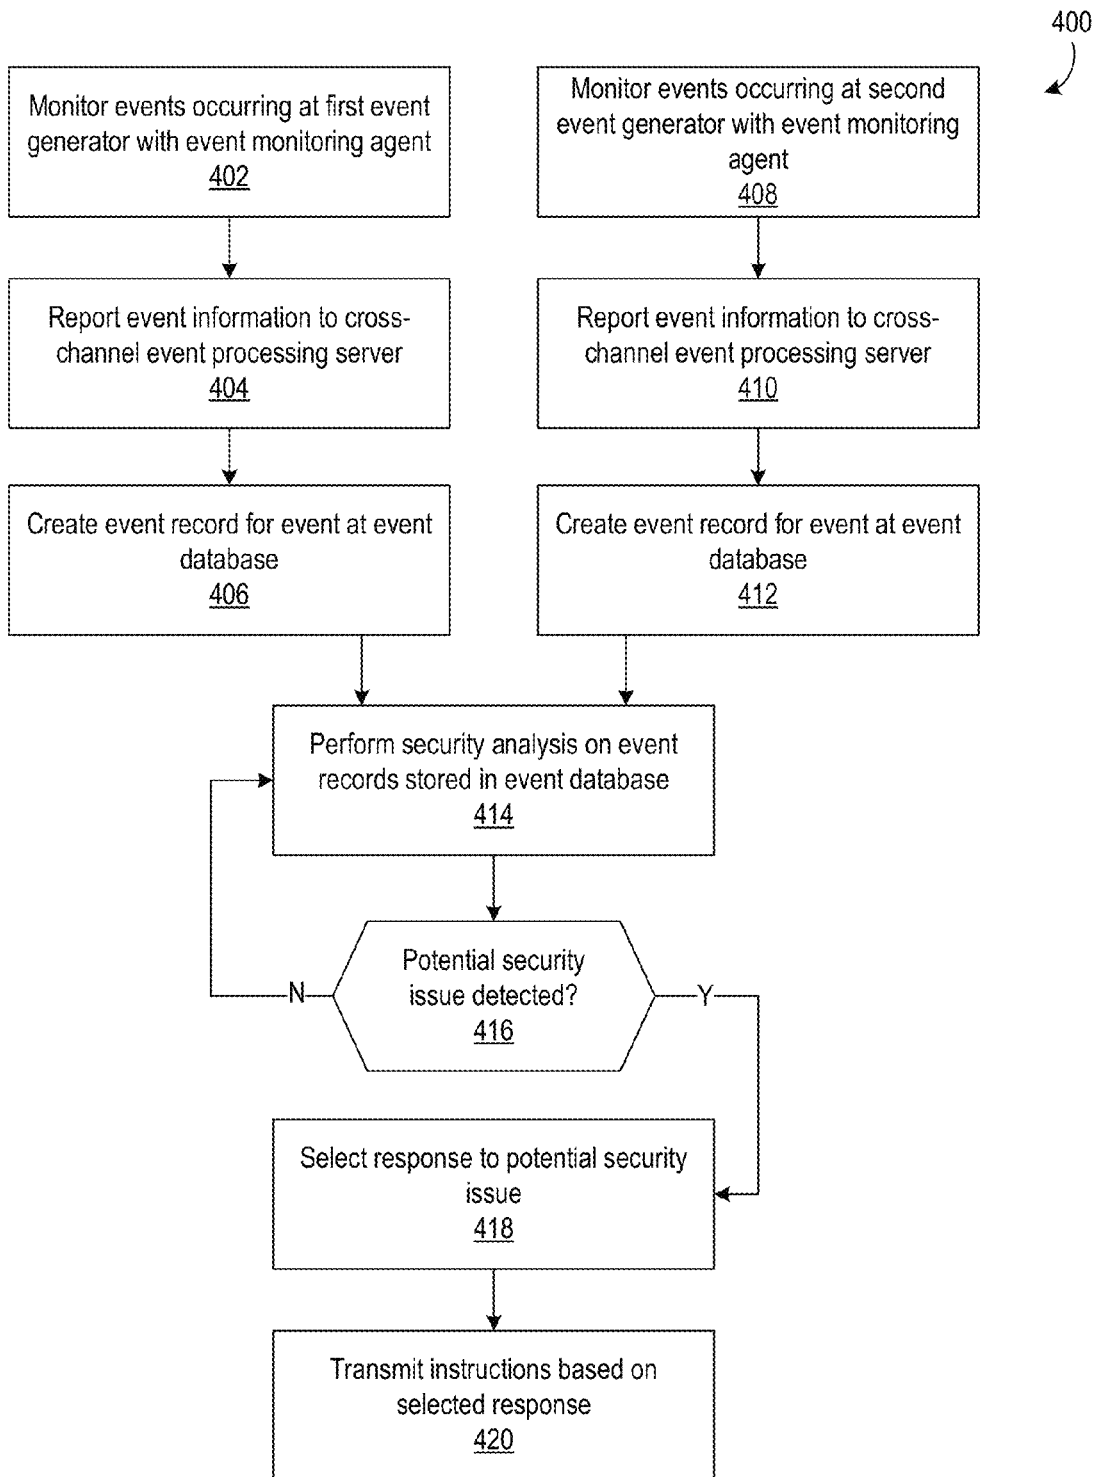 400
Monitor events occurring at first event
generator with event monitoring agent
402
Monitor events occurring at second
event generator with event monitoring
agent
408
Report event information to cross-
channel event processing server
404
Report event information to cross-
channel event processing server
410
Create event record for event at event
database
406
Create event record for event at event
database
412
Perform security analysis on event
records stored in event database
414
Potential security
issue detected?
416
N
Y
Select response to potential security
issue
418
Transmit instructions based on
selected response
420